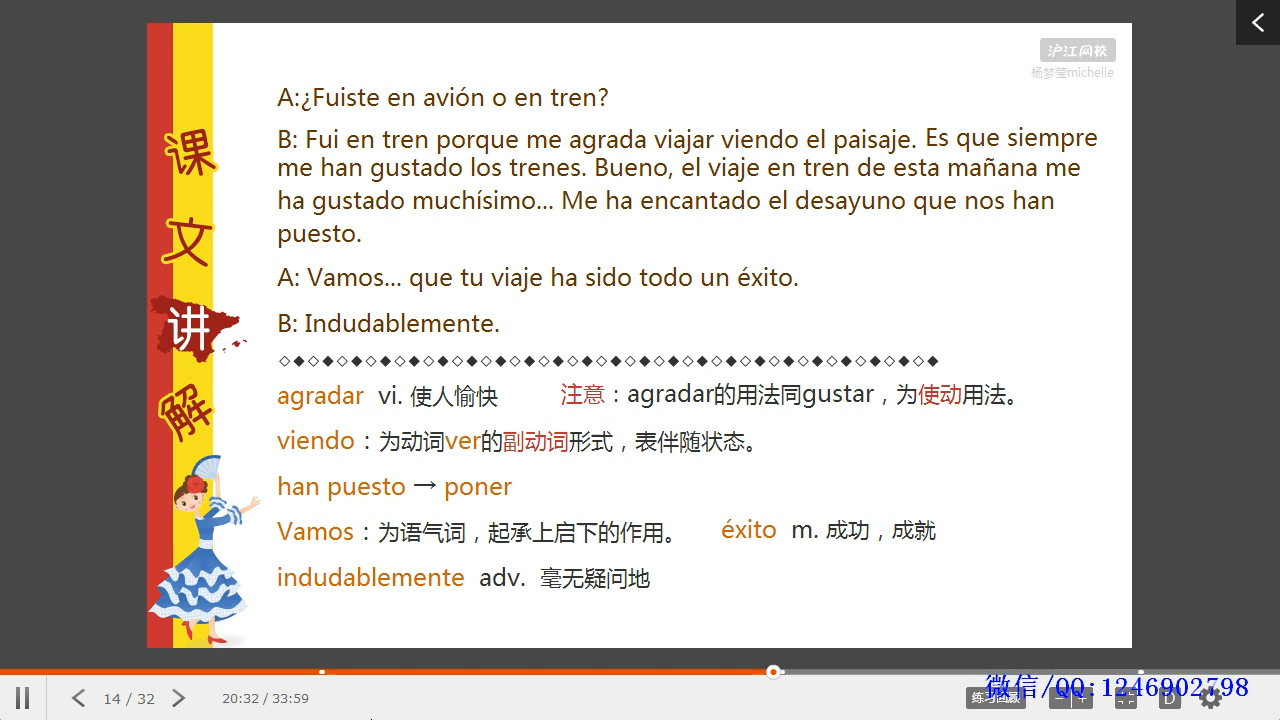 沪江网校
杨梦莹michelle
课文讲解
A:¿Fuiste en avión o en tren?
B: Fui en tren porque me agrada viajar viendo el paisaje. Es que siempre
me han gustado los trenes. Bueno, el viaje en tren de esta mañana me
ha gustado muchísimo... Me ha encantado el desayuno que nos han
puesto.
A: Vamos... que tu viaje ha sido todo un éxito.
B: Indudablemente.
agradar vi. 使人愉快 注意：agradar的用法同gustar，为使动用法。
viendo：为动词ver的副动词形式，表伴随状态。
han puesto → poner
Vamos：为语气词，起承上启下的作用。 éxito m. 成功，成就
indudablemente adv. 毫无疑问地
14 / 32
20:32 / 33:59
练习回顾
微信/QQ:1246902798